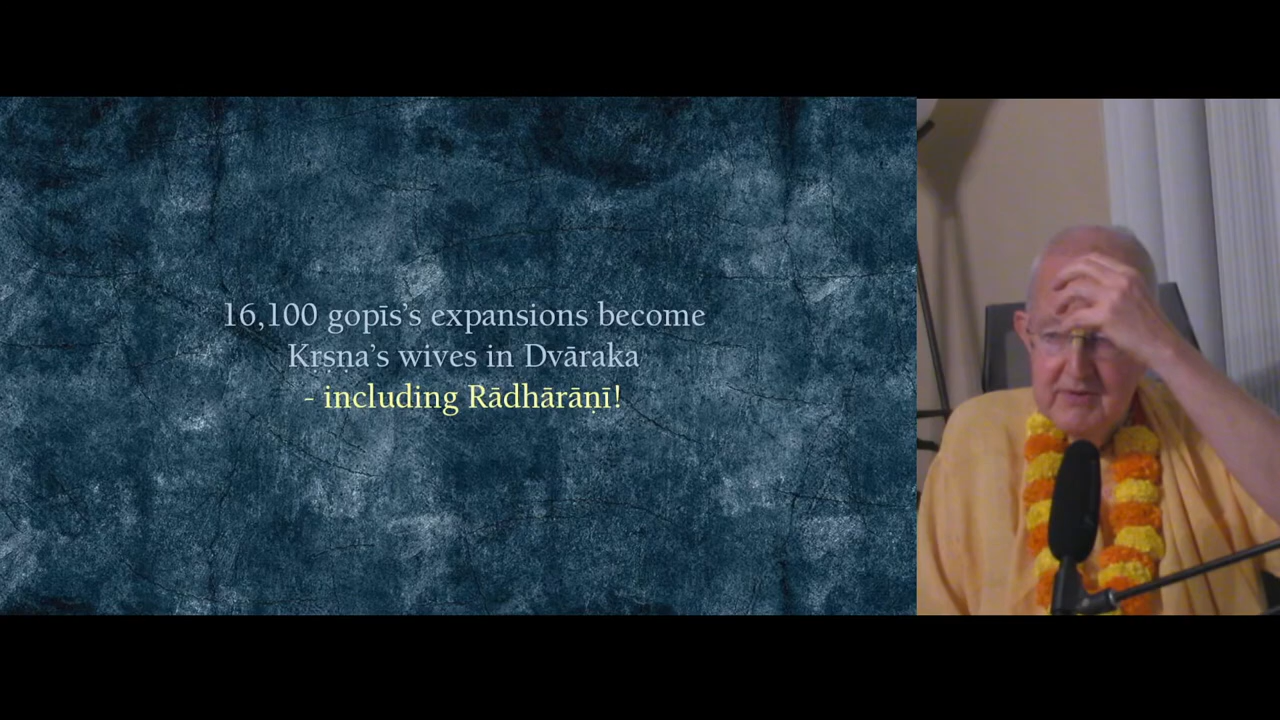 16,100 gopīs’s expansions become
Kṛṣṇa’s wives in Dvāraka
- including Rādhārāṇī!